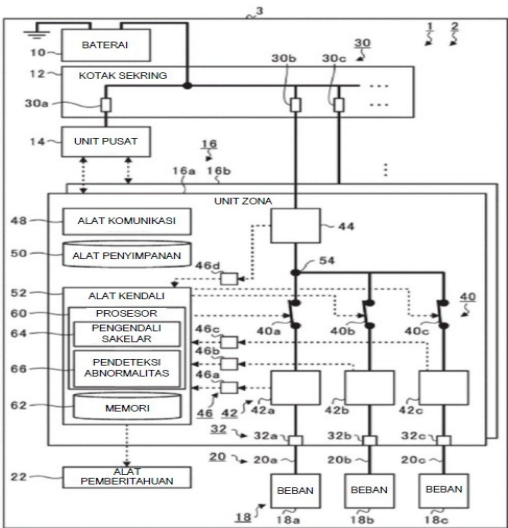 3
BATERAI
1 2
10
30
12 KOTAK SEKRING
30b 30c
30a
...
...
14 UNIT PUSAT
16
16a 16b
UNIT ZONA
48 ALAT KOMUNIKASI
44
50 ALAT PENYIMPANAN
46d
54
52 ALAT KENDALI
60 PROSESOR
64 PENGENDALI
SAKELAR
46c
40a 40b 40c
40
46b
66 PENDETEKSI
ABNORMALITAS
46a
62 MEMORI
46 42 42a 42b 42c
32 32a 32b 32c
20 20a 20b 20c
22 ALAT
PEMBERITAHUAN
BEBAN BEBAN BEBAN
18 18a 18b 18c